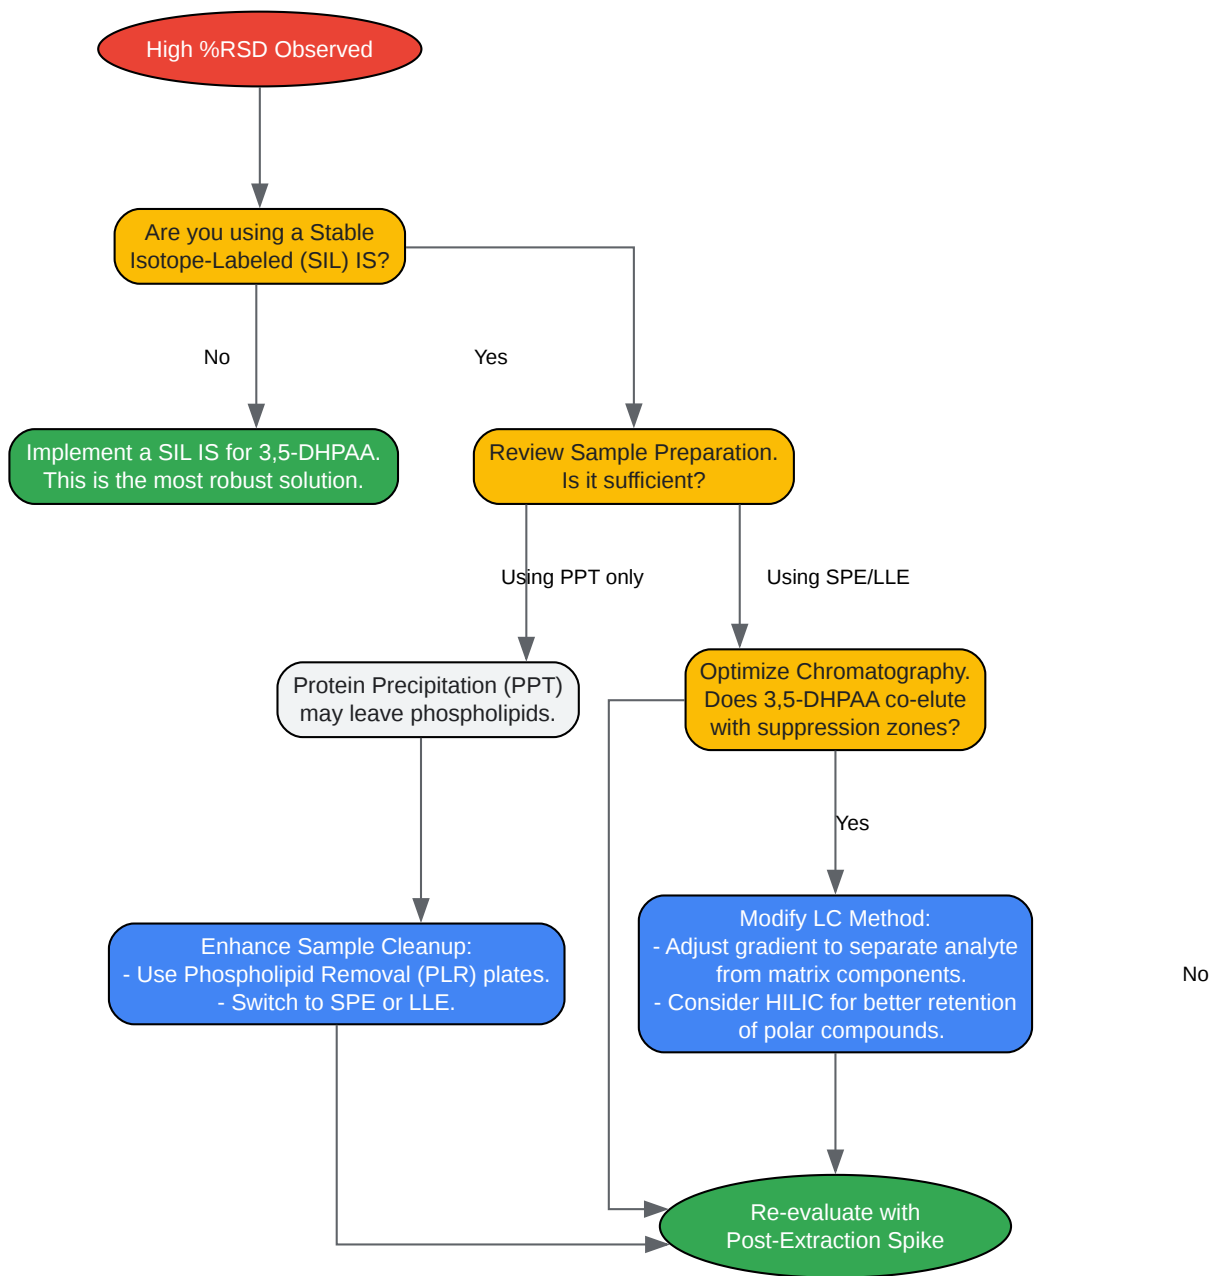 High %RSD Observed
Are you using a Stable
Isotope-Labeled (SIL) IS?
No
Yes
Implement a SIL IS for 3,5-DHPAA.
This is the most robust solution.
Review Sample Preparation.
Is it sufficient?
Using PPT only
Using SPE/LLE
Protein Precipitation (PPT)
may leave phospholipids.
Optimize Chromatography.
Does 3,5-DHPAA co-elute
with suppression zones?
Yes
Enhance Sample Cleanup:
- Use Phospholipid Removal (PLR) plates.
- Switch to SPE or LLE.
Modify LC Method:
- Adjust gradient to separate analyte
from matrix components.
- Consider HILIC for better retention
of polar compounds.
No
Re-evaluate with
Post-Extraction Spike